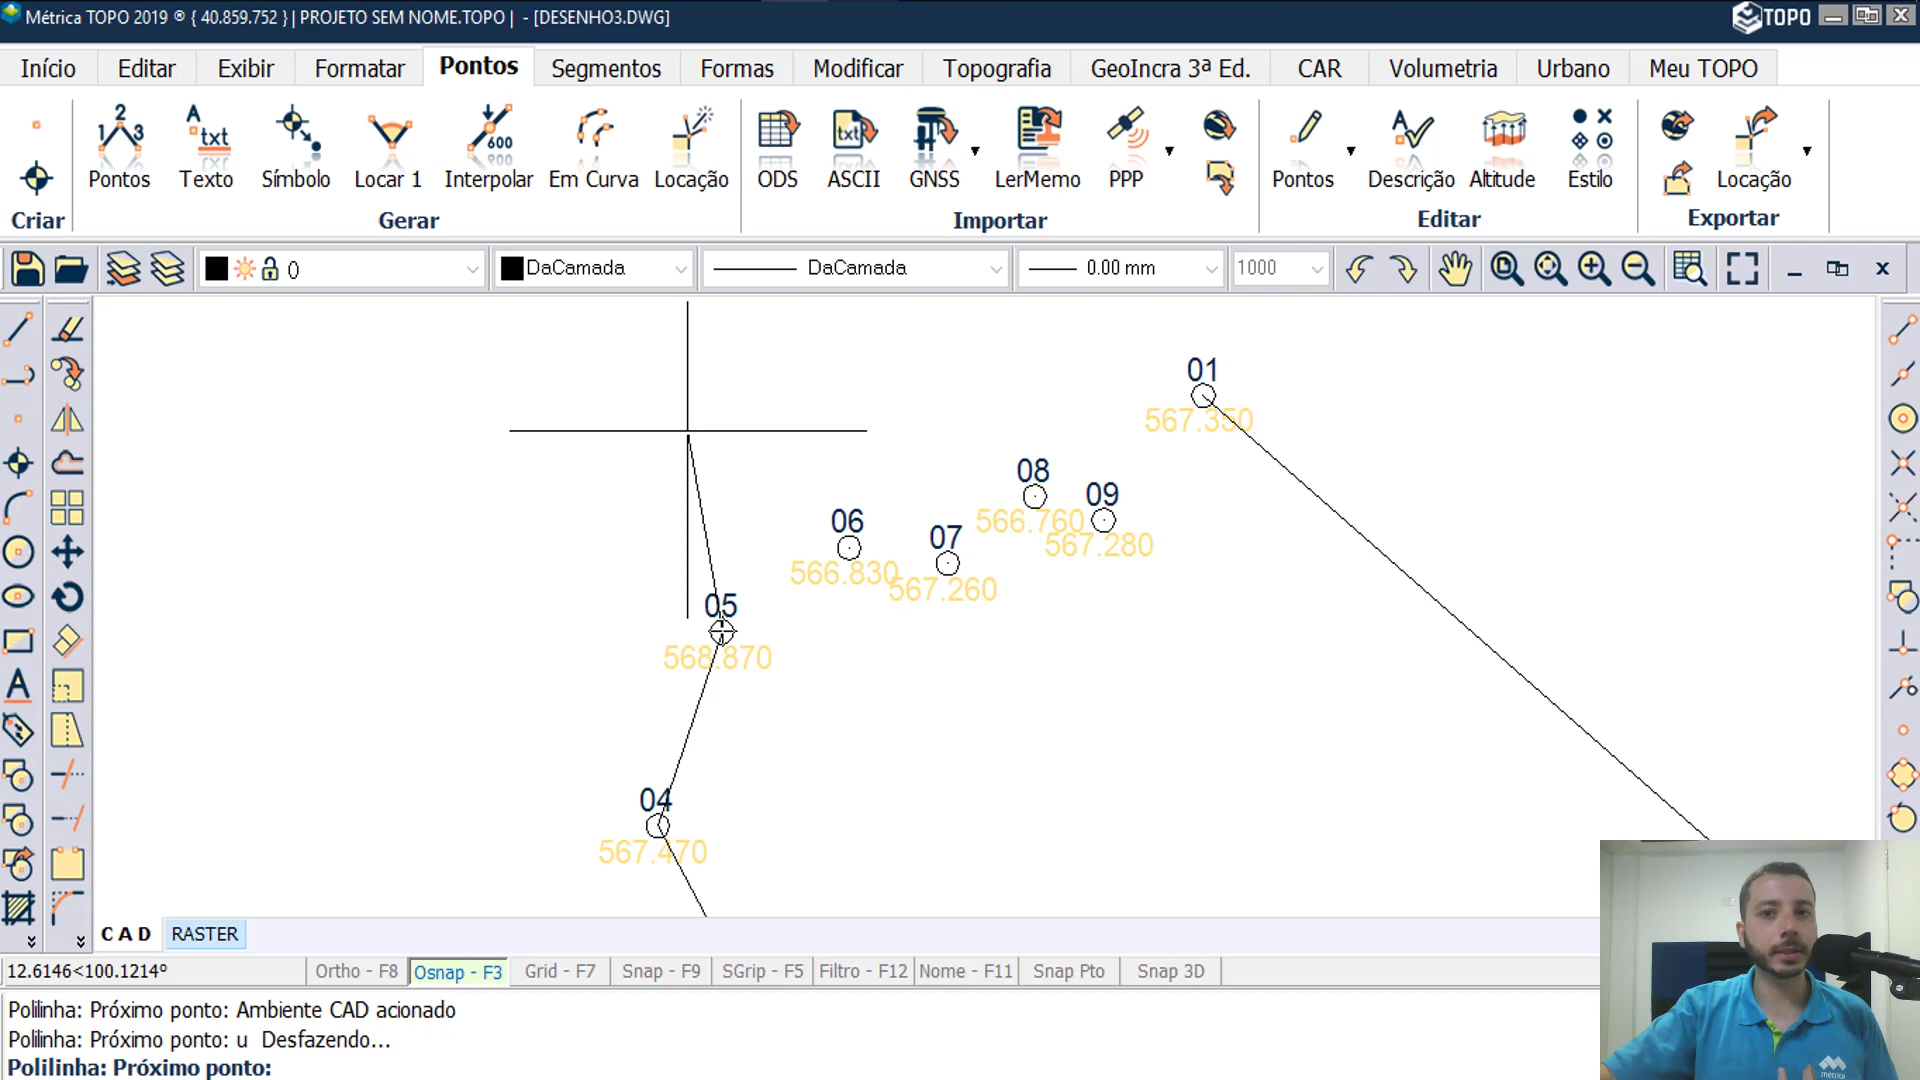 Métrica TOPO 2019 ® { 40.859.752 } | PROJETO SEM NOME.TOPO | - [DESENHO3.DWG]
TOPO
Início Editar Exibir Formatar Pontos Segmentos Formas Modificar Topografia GeoIncra 3ª Ed. CAR Volumetria Urbano Meu TOPO
Pontos Texto Símbolo Locar 1 Interpolar Em Curva Locação ODS ASCII GNSS LerMemo PPP Pontos Descrição Altitude Estilo Locação
Criar Gerar Importar Editar Exportar
0 DaCamada DaCamada 0.00 mm 1000
01
567.350
08
566.760
09
567.280
06
566.830
07
567.260
05
568.870
04
567.470
CAD RASTER
12.6146<100.1214º Ortho - F8 Osnap - F3 Grid - F7 Snap - F9 SGrip - F5 Filtro - F12 Nome - F11 Snap Pto Snap 3D
Polilinha: Próximo ponto: Ambiente CAD acionado
Polilinha: Próximo ponto: u Desfazendo...
Polilinha: Próximo ponto:
métrica